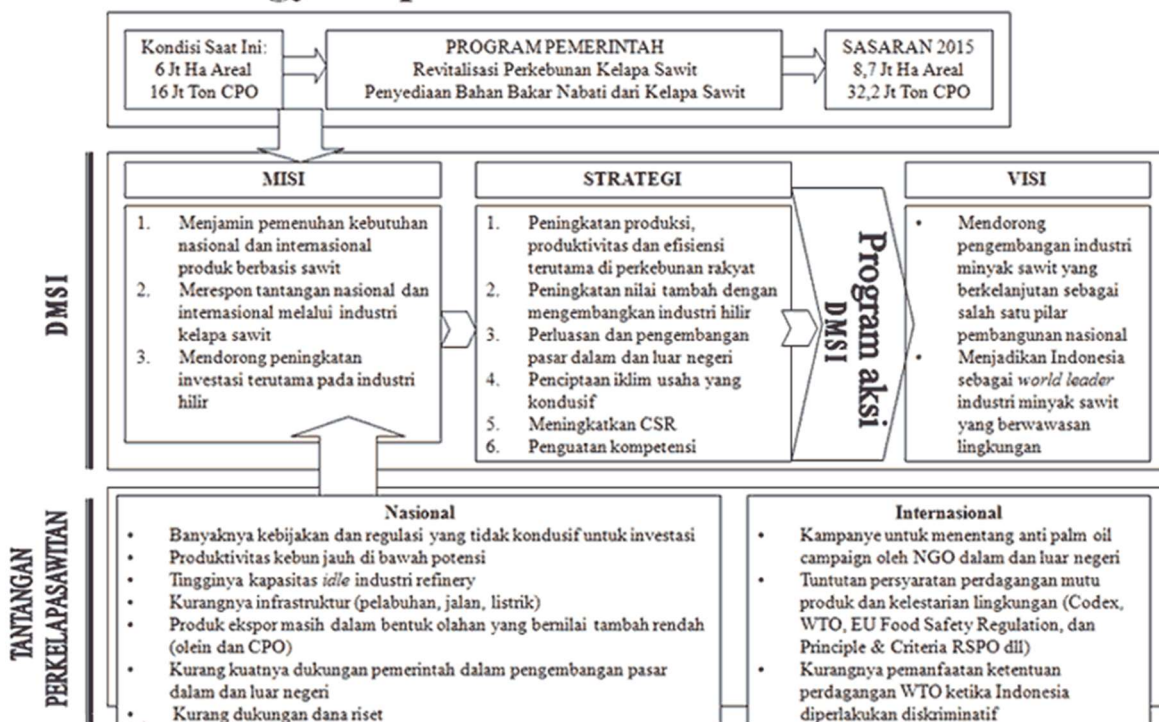 Kondisi Saat Ini:
6 Jt Ha Areal
16 Jt Ton CPO
PROGRAM PEMERINTAH
Revitalisasi Perkebunan Kelapa Sawit
Penyediaan Bahan Bakar Nabati dari Kelapa Sawit
SASARAN 2015
8,7 Jt Ha Areal
32,2 Jt Ton CPO
DMSI
MISI
1. Menjamin pemenuhan kebutuhan
nasional dan internasional
produk berbasis sawit
2. Merespon tantangan nasional dan
internasional melalui industri
kelapa sawit
3. Mendorong peningkatan
investasi terutama pada industri
hilir
STRATEGI
1. Peningkatan produksi,
produktivitas dan efisiensi
terutama di perkebunan rakyat
2. Peningkatan nilai tambah dengan
mengembangkan industri hilir
3. Perluasan dan pengembangan
pasar dalam dan luar negeri
4. Penciptaan iklim usaha yang
kondusif
5. Meningkatkan CSR
6. Penguatan kompetensi
Program aksi
DMSI
VISI
• Mendorong
pengembangan industri
minyak sawit yang
berkelanjutan sebagai
salah satu pilar
pembangunan nasional
• Menjadikan Indonesia
sebagai world leader
industri minyak sawit
yang berwawasan
lingkungan
TANTANGAN
PERKELAPASAWITAN
Nasional
• Banyaknya kebijakan dan regulasi yang tidak kondusif untuk investasi
• Produktivitas kebun jauh di bawah potensi
• Tingginya kapasitas idle industri refinery
• Kurangnya infrastruktur (pelabuhan, jalan, listrik)
• Produk ekspor masih dalam bentuk olahan yang bernilai tambah rendah
(olein dan CPO)
• Kurang kuatnya dukungan pemerintah dalam pengembangan pasar
dalam dan luar negeri
• Kurang dukungan dana riset
Internasional
• Kampanye untuk menentang anti palm oil
campaign oleh NGO dalam dan luar negeri
• Tuntutan persyaratan perdagangan mutu
produk dan kelestarian lingkungan (Codex,
WTO, EU Food Safety Regulation, dan
Principle & Criteria RSPO dll)
• Kurangnya pemanfaatan ketentuan
perdagangan WTO ketika Indonesia
diperlakukan diskriminatif